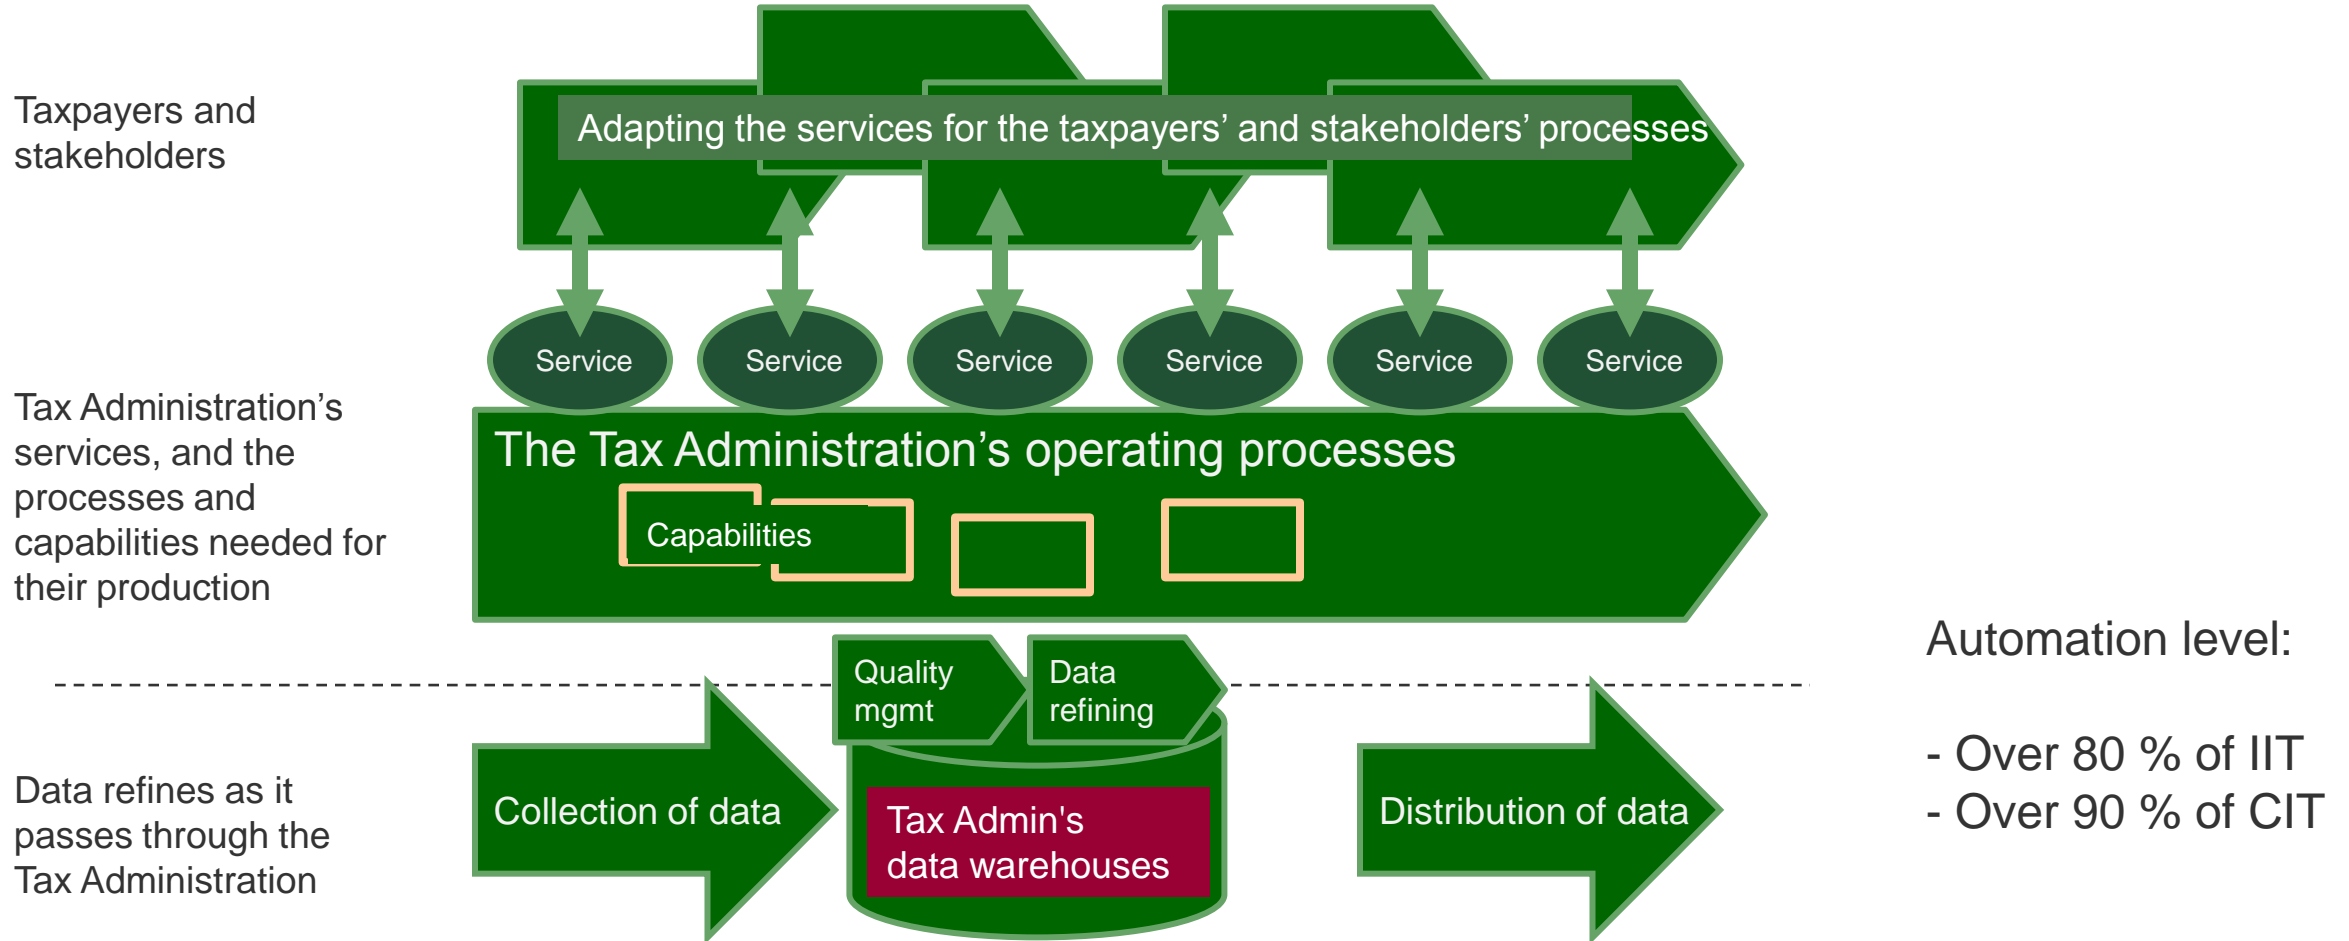 Taxpayers and
stakeholders
Adapting the services for the taxpayers’ and stakeholders’ processes
Service
Service
Service
Service
Service
Service
Tax Administration’s
services, and the
processes and
capabilities needed for
their production
The Tax Administration’s operating processes
Capabilities
Quality
mgmt
Data
refining
Data refines as it
passes through the
Tax Administration
Collection of data
Tax Admin's
data warehouses
Distribution of data
Automation level:
- Over 80 % of IIT
- Over 90 % of CIT